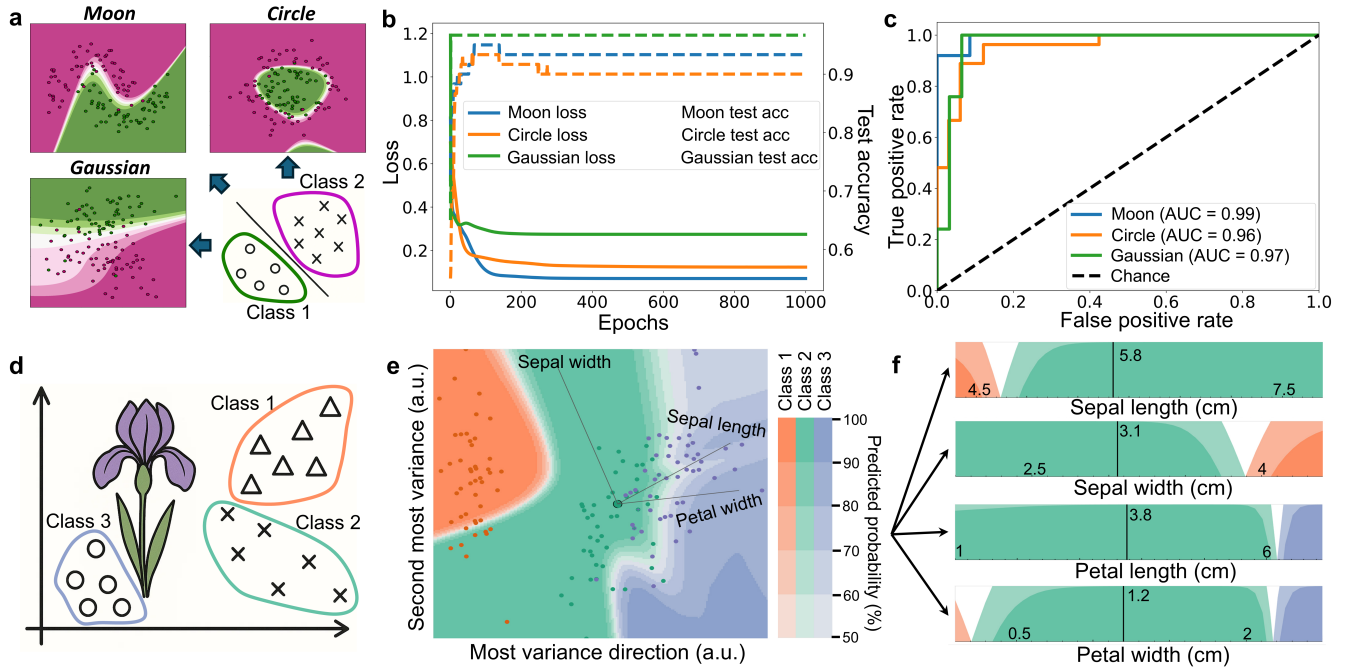 a
Moon
Circle
Gaussian
Class 2
Class 1
b
1.2
1.0
0.8
0.6
0.4
0.2
Loss
0.9
0.8
0.7
0.6
Test accuracy
Moon loss
Moon test acc
Circle loss
Circle test acc
Gaussian loss
Gaussian test acc
0
200
400
600
800
1000
Epochs
c
1.0
0.8
0.6
0.4
0.2
0.0
True positive rate
Moon (AUC = 0.99)
Circle (AUC = 0.96)
Gaussian (AUC = 0.97)
Chance
0.0
0.2
0.4
0.6
0.8
1.0
False positive rate
d
Class 1
Class 2
Class 3
e
Second most variance (a.u.)
Sepal width
Sepal length
Petal width
Most variance direction (a.u.)
Class 1
Class 2
Class 3
100
90
80
70
60
50
Predicted probability (%)
f
5.8
4.5
7.5
Sepal length (cm)
3.1
2.5
4
Sepal width (cm)
3.8
1
6
Petal length (cm)
1.2
0.5
2
Petal width (cm)